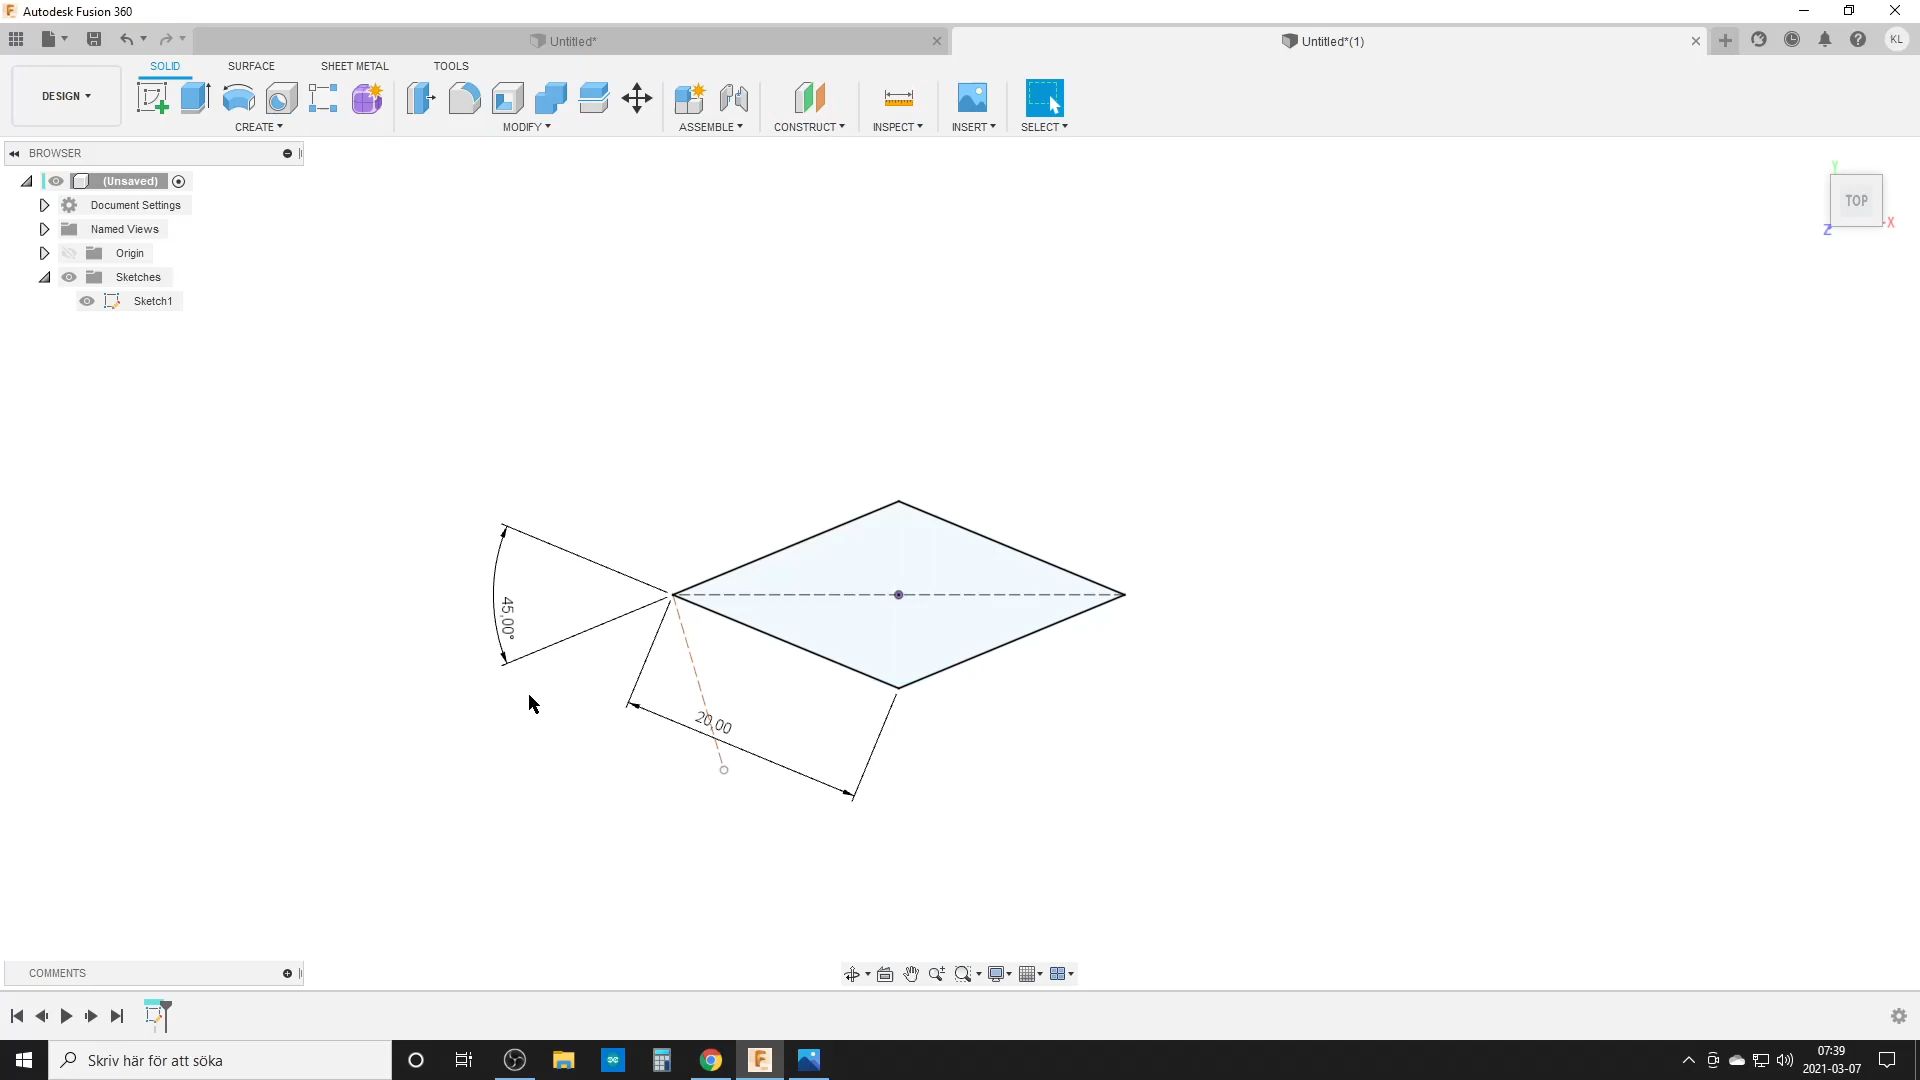 Autodesk Fusion 360
Untitled*
Untitled*(1)
KL
DESIGN
SOLID
SURFACE
SHEET METAL
TOOLS
CREATE
MODIFY
ASSEMBLE
CONSTRUCT
INSPECT
INSERT
SELECT
BROWSER
(Unsaved)
Document Settings
Named Views
Origin
Sketches
Sketch1
Y
TOP
X
Z
45,00°
20,00
COMMENTS
Skriv här för att söka
07:39
2021-03-07